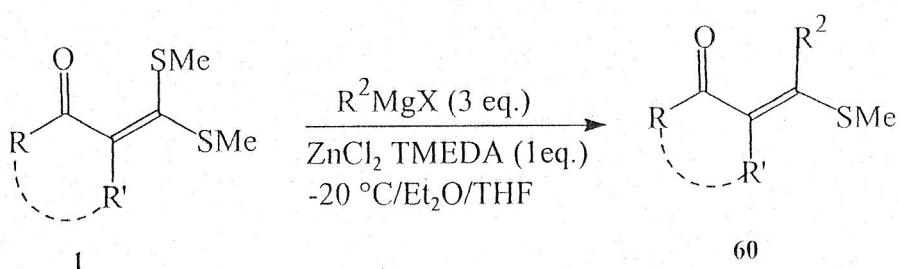 O
SMe
SMe
R
R'
1
R²MgX (3 eq.)
ZnCl₂ TMEDA (1eq.)
-20 °C/Et₂O/THF
O
R²
SMe
R
R'
60